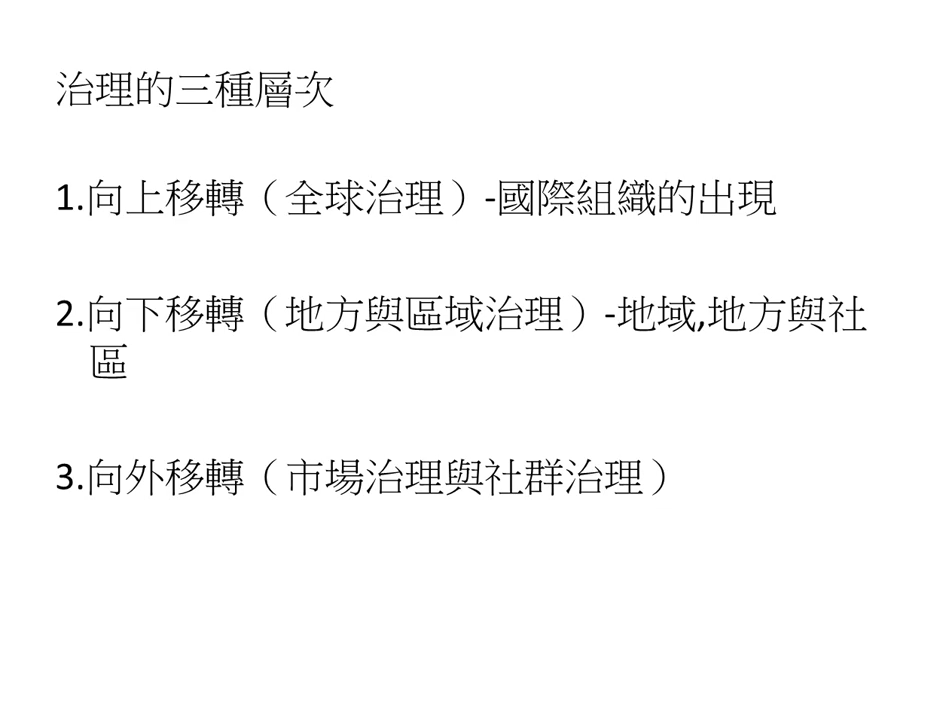 治理的三種層次
1.向上移轉（全球治理）-國際組織的出現
2.向下移轉（地方與區域治理）-地域,地方與社
區
3.向外移轉（市場治理與社群治理）